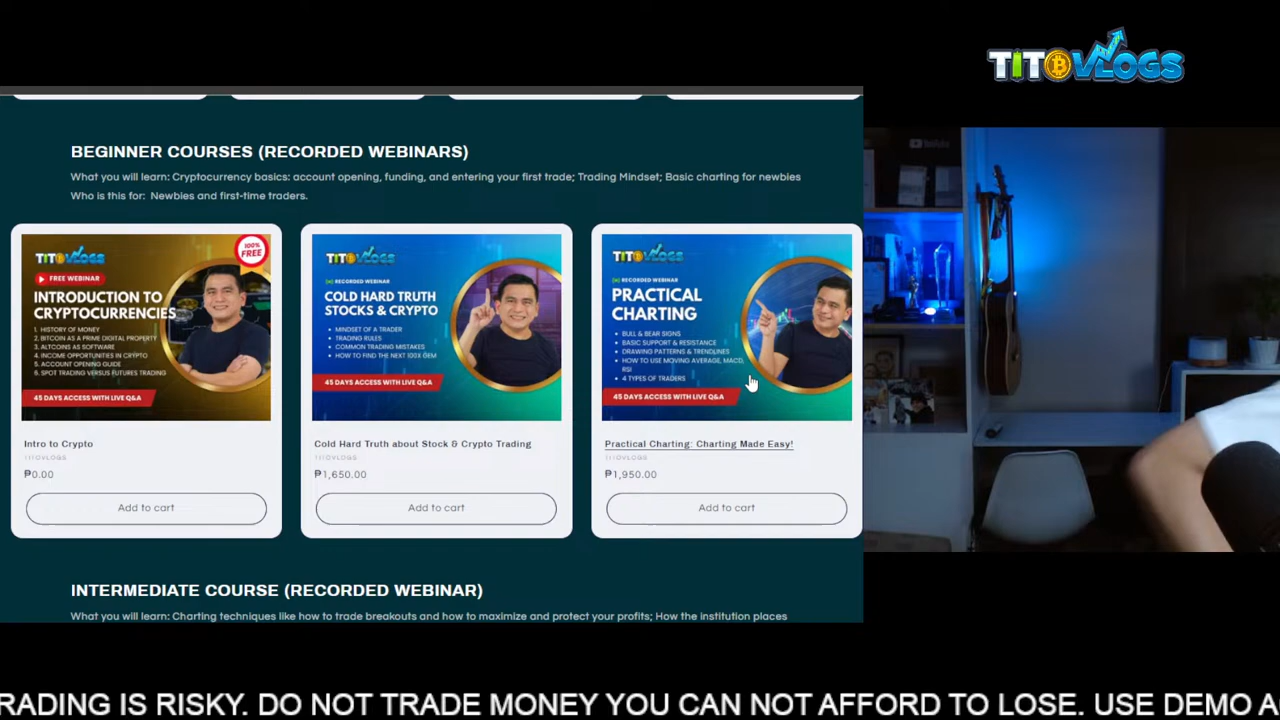 TITOVLOGS
BEGINNER COURSES (RECORDED WEBINARS)
What you will learn: Cryptocurrency basics: account opening, funding, and entering your first trade; Trading Mindset; Basic charting for newbies
Who is this for: Newbies and first-time traders.
TITOVLOGS
100% FREE
FREE WEBINAR
INTRODUCTION TO
CRYPTOCURRENCIES
1. HISTORY OF MONEY
2. BITCOIN AS A PRIME DIGITAL PROPERTY
3. ALTCOINS AS SOFTWARE
4. INCOME OPPORTUNITIES IN CRYPTO
5. ACCOUNT OPENING GUIDE
6. SPOT TRADING VERSUS FUTURES TRADING
45 DAYS ACCESS WITH LIVE Q&A
Intro to Crypto
TITOVLOGS
₱0.00
Add to cart
TITOVLOGS
RECORDED WEBINAR
COLD HARD TRUTH
STOCKS & CRYPTO
• MINDSET OF A TRADER
• TRADING RULES
• COMMON TRADING MISTAKES
• HOW TO FIND THE NEXT 100X GEM
45 DAYS ACCESS WITH LIVE Q&A
Cold Hard Truth about Stock & Crypto Trading
TITOVLOGS
₱1,650.00
Add to cart
TITOVLOGS
RECORDED WEBINAR
PRACTICAL
CHARTING
• BULL & BEAR SIGNS
• BASIC SUPPORT & RESISTANCE
• DRAWING PATTERNS & TRENDLINES
• HOW TO USE MOVING AVERAGE, MACD,
RSI
• 4 TYPES OF TRADERS
45 DAYS ACCESS WITH LIVE Q&A
Practical Charting: Charting Made Easy!
TITOVLOGS
₱1,950.00
Add to cart
INTERMEDIATE COURSE (RECORDED WEBINAR)
What you will learn: Charting techniques like how to trade breakouts and how to maximize and protect your profits; How the institution places
RADING IS RISKY. DO NOT TRADE MONEY YOU CAN NOT AFFORD TO LOSE. USE DEMO A